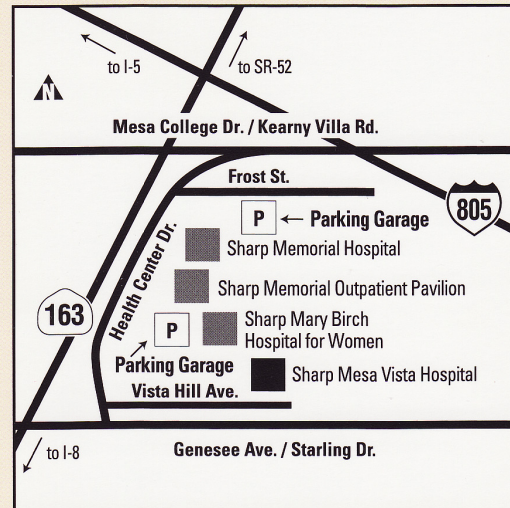 to I-5
to SR-52
N
Mesa College Dr. / Kearny Villa Rd.
Frost St.
805
P
Parking Garage
Sharp Memorial Hospital
Health Center Dr.
Sharp Memorial Outpatient Pavilion
163
P
Sharp Mary Birch
Hospital for Women
Parking Garage
Sharp Mesa Vista Hospital
Vista Hill Ave.
to I-8
Genesee Ave. / Starling Dr.